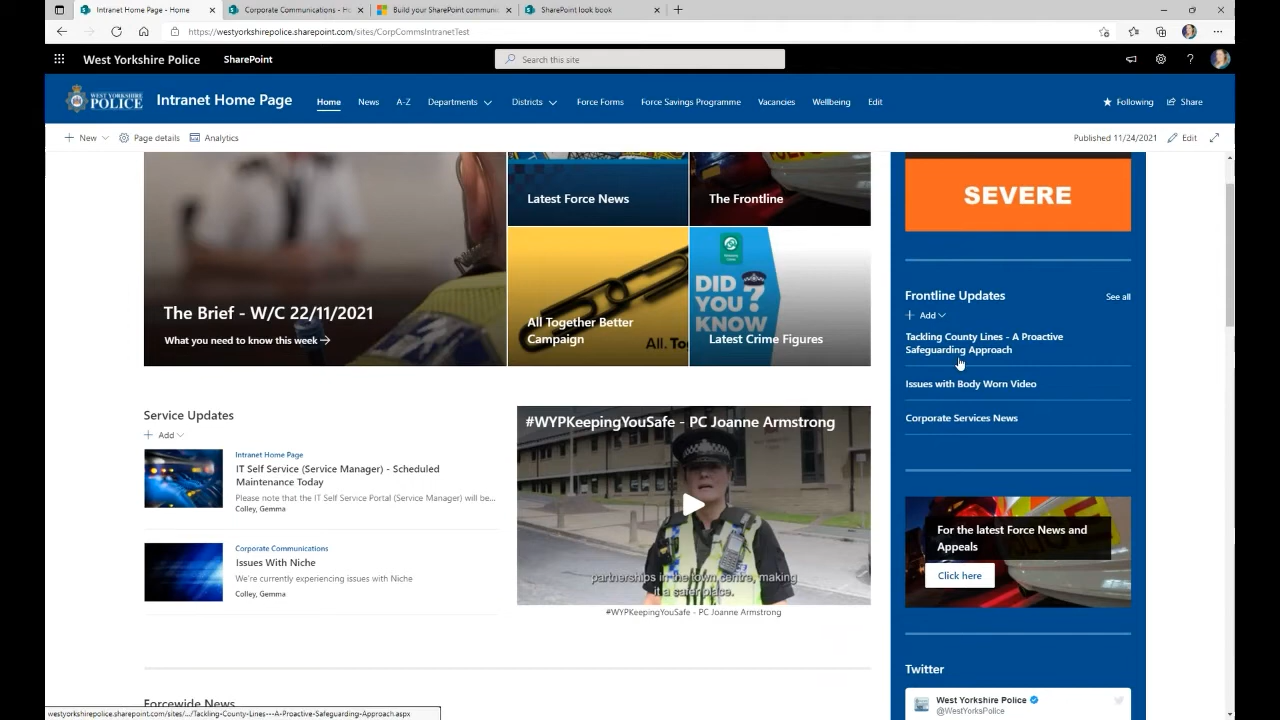 Intranet Home Page - Home
Corporate Communications - Ho
Build your SharePoint communic
SharePoint look book
https://westyorkshirepolice.sharepoint.com/sites/CorpCommsIntranetTest
West Yorkshire Police
SharePoint
Search this site
WEST YORKSHIRE
POLICE
Intranet Home Page
Home
News
A-Z
Departments
Districts
Force Forms
Force Savings Programme
Vacancies
Wellbeing
Edit
Following
Share
New
Page details
Analytics
Published 11/24/2021
Edit
The Brief - W/C 22/11/2021
What you need to know this week
Latest Force News
The Frontline
All Together Better
Campaign
All. To
DID
YOU?
KNOW
Latest Crime Figures
SEVERE
Frontline Updates
See all
Add
Tackling County Lines - A Proactive
Safeguarding Approach
Issues with Body Worn Video
Corporate Services News
Service Updates
Add
Intranet Home Page
IT Self Service (Service Manager) - Scheduled
Maintenance Today
Please note that the IT Self Service Portal (Service Manager) will be...
Colley, Gemma
Corporate Communications
Issues With Niche
We're currently experiencing issues with Niche
Colley, Gemma
#WYPKeepingYouSafe - PC Joanne Armstrong
partnerships in the town centre, making
it a safe place.
#WYPKeepingYouSafe - PC Joanne Armstrong
For the latest Force News and
Appeals
Click here
Twitter
West Yorkshire Police
@WestYorksPolice
Forcewide News
westyorkshirepolice.sharepoint.com/sites/.../Tackling-County-Lines---A-Proactive-Safeguarding-Approach.aspx